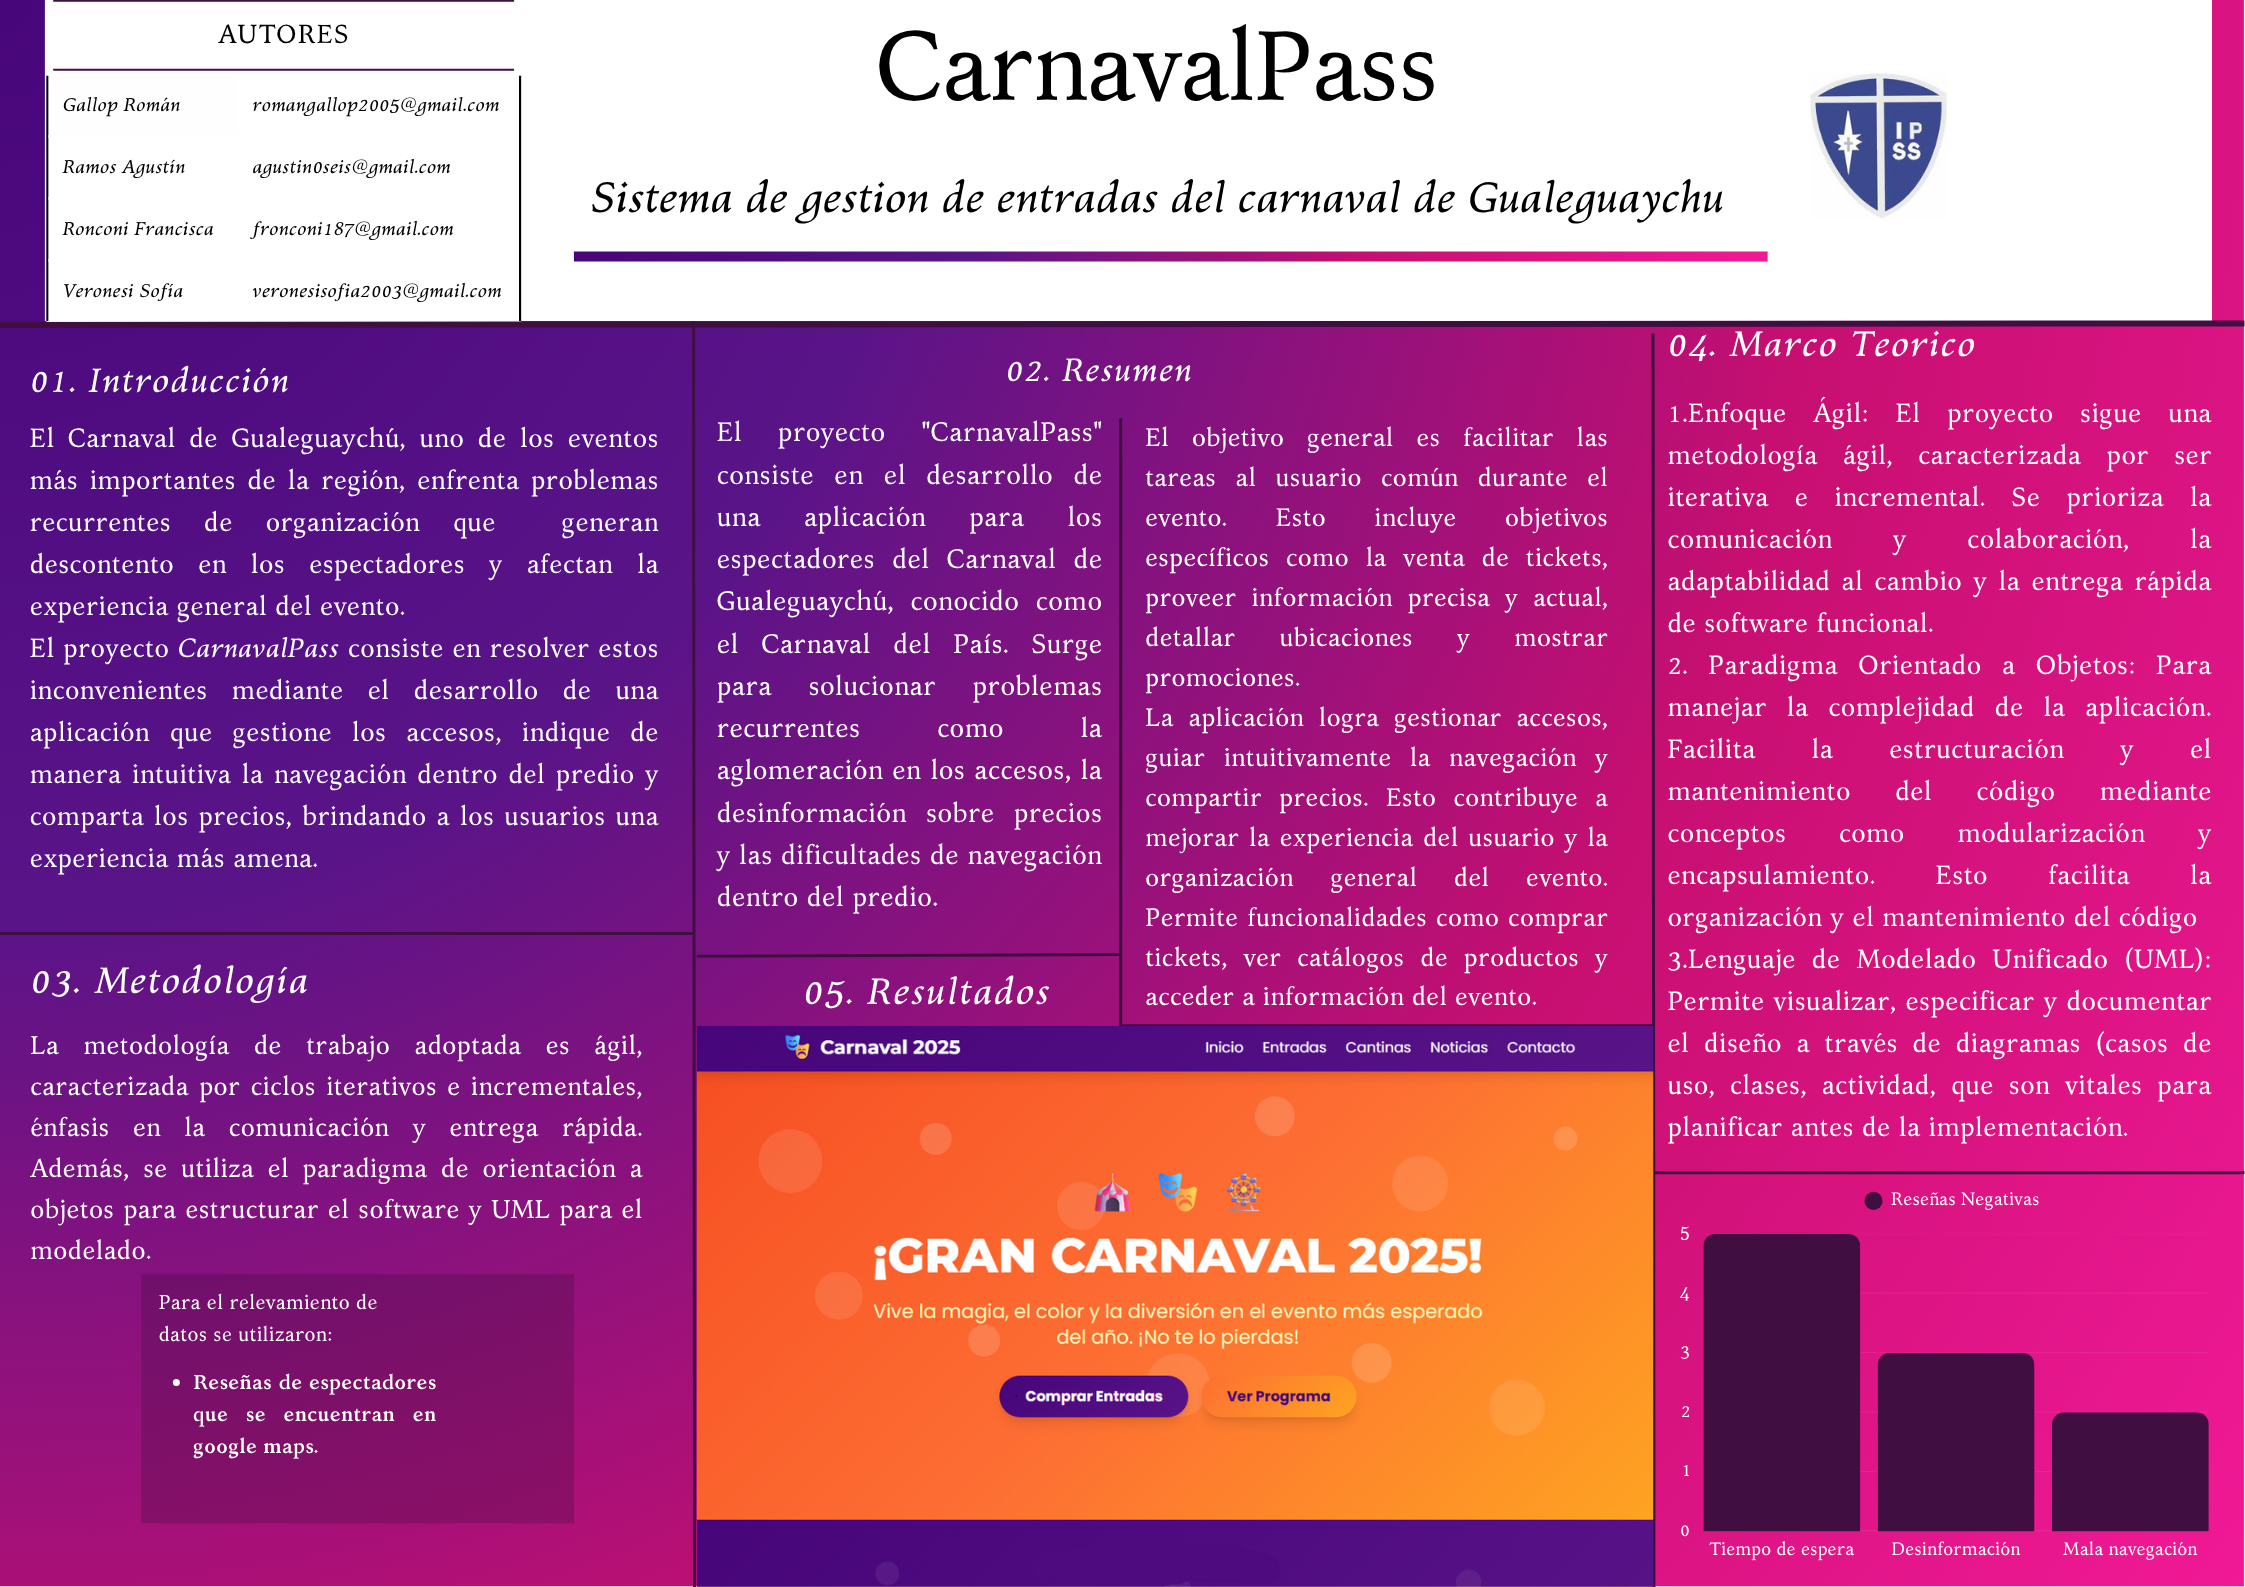 AUTORES
Gallop Román romangallop2005@gmail.com
Ramos Agustín agustin0seis@gmail.com
Ronconi Francisca fronconi187@gmail.com
Veronesi Sofía veronesisofia2003@gmail.com
CarnavalPass
Sistema de gestion de entradas del carnaval de Gualeguaychu
IP
SS
01. Introducción
El Carnaval de Gualeguaychú, uno de los eventos
más importantes de la región, enfrenta problemas
recurrentes de organización que generan
descontento en los espectadores y afectan la
experiencia general del evento.
El proyecto CarnavalPass consiste en resolver estos
inconvenientes mediante el desarrollo de una
aplicación que gestione los accesos, indique de
manera intuitiva la navegación dentro del predio y
comparta los precios, brindando a los usuarios una
experiencia más amena.
02. Resumen
El proyecto "CarnavalPass"
consiste en el desarrollo de
una aplicación para los
espectadores del Carnaval de
Gualeguaychú, conocido como
el Carnaval del País. Surge
para solucionar problemas
recurrentes como la
aglomeración en los accesos, la
desinformación sobre precios
y las dificultades de navegación
dentro del predio.
El objetivo general es facilitar las
tareas al usuario común durante el
evento. Esto incluye objetivos
específicos como la venta de tickets,
proveer información precisa y actual,
detallar ubicaciones y mostrar
promociones.
La aplicación logra gestionar accesos,
guiar intuitivamente la navegación y
compartir precios. Esto contribuye a
mejorar la experiencia del usuario y la
organización general del evento.
Permite funcionalidades como comprar
tickets, ver catálogos de productos y
acceder a información del evento.
03. Metodología
La metodología de trabajo adoptada es ágil,
caracterizada por ciclos iterativos e incrementales,
énfasis en la comunicación y entrega rápida.
Además, se utiliza el paradigma de orientación a
objetos para estructurar el software y UML para el
modelado.
Para el relevamiento de
datos se utilizaron:
• Reseñas de espectadores
que se encuentran en
google maps.
04. Marco Teorico
1.Enfoque Ágil: El proyecto sigue una
metodología ágil, caracterizada por ser
iterativa e incremental. Se prioriza la
comunicación y colaboración, la
adaptabilidad al cambio y la entrega rápida
de software funcional.
2. Paradigma Orientado a Objetos: Para
manejar la complejidad de la aplicación.
Facilita la estructuración y el
mantenimiento del código mediante
conceptos como modularización y
encapsulamiento. Esto facilita la
organización y el mantenimiento del código
3.Lenguaje de Modelado Unificado (UML):
Permite visualizar, especificar y documentar
el diseño a través de diagramas (casos de
uso, clases, actividad, que son vitales para
planificar antes de la implementación.
05. Resultados
Carnaval 2025 Inicio Entradas Cantinas Noticias Contacto
¡GRAN CARNAVAL 2025!
Vive la magia, el color y la diversión en el evento más esperado
del año. ¡No te lo pierdas!
Comprar Entradas Ver Programa
Reseñas Negativas
5
4
3
2
1
0
Tiempo de espera Desinformación Mala navegación